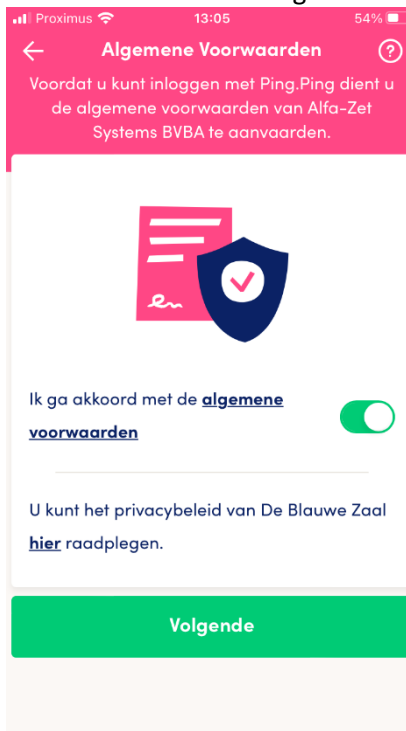 Proximus 13:05 54%
Algemene Voorwaarden ?
Voordat u kunt inloggen met Ping.Ping dient u
de algemene voorwaarden van Alfa-Zet
Systems BVBA te aanvaarden.
Ik ga akkoord met de algemene
voorwaarden
U kunt het privacybeleid van De Blauwe Zaal
hier raadplegen.
Volgende